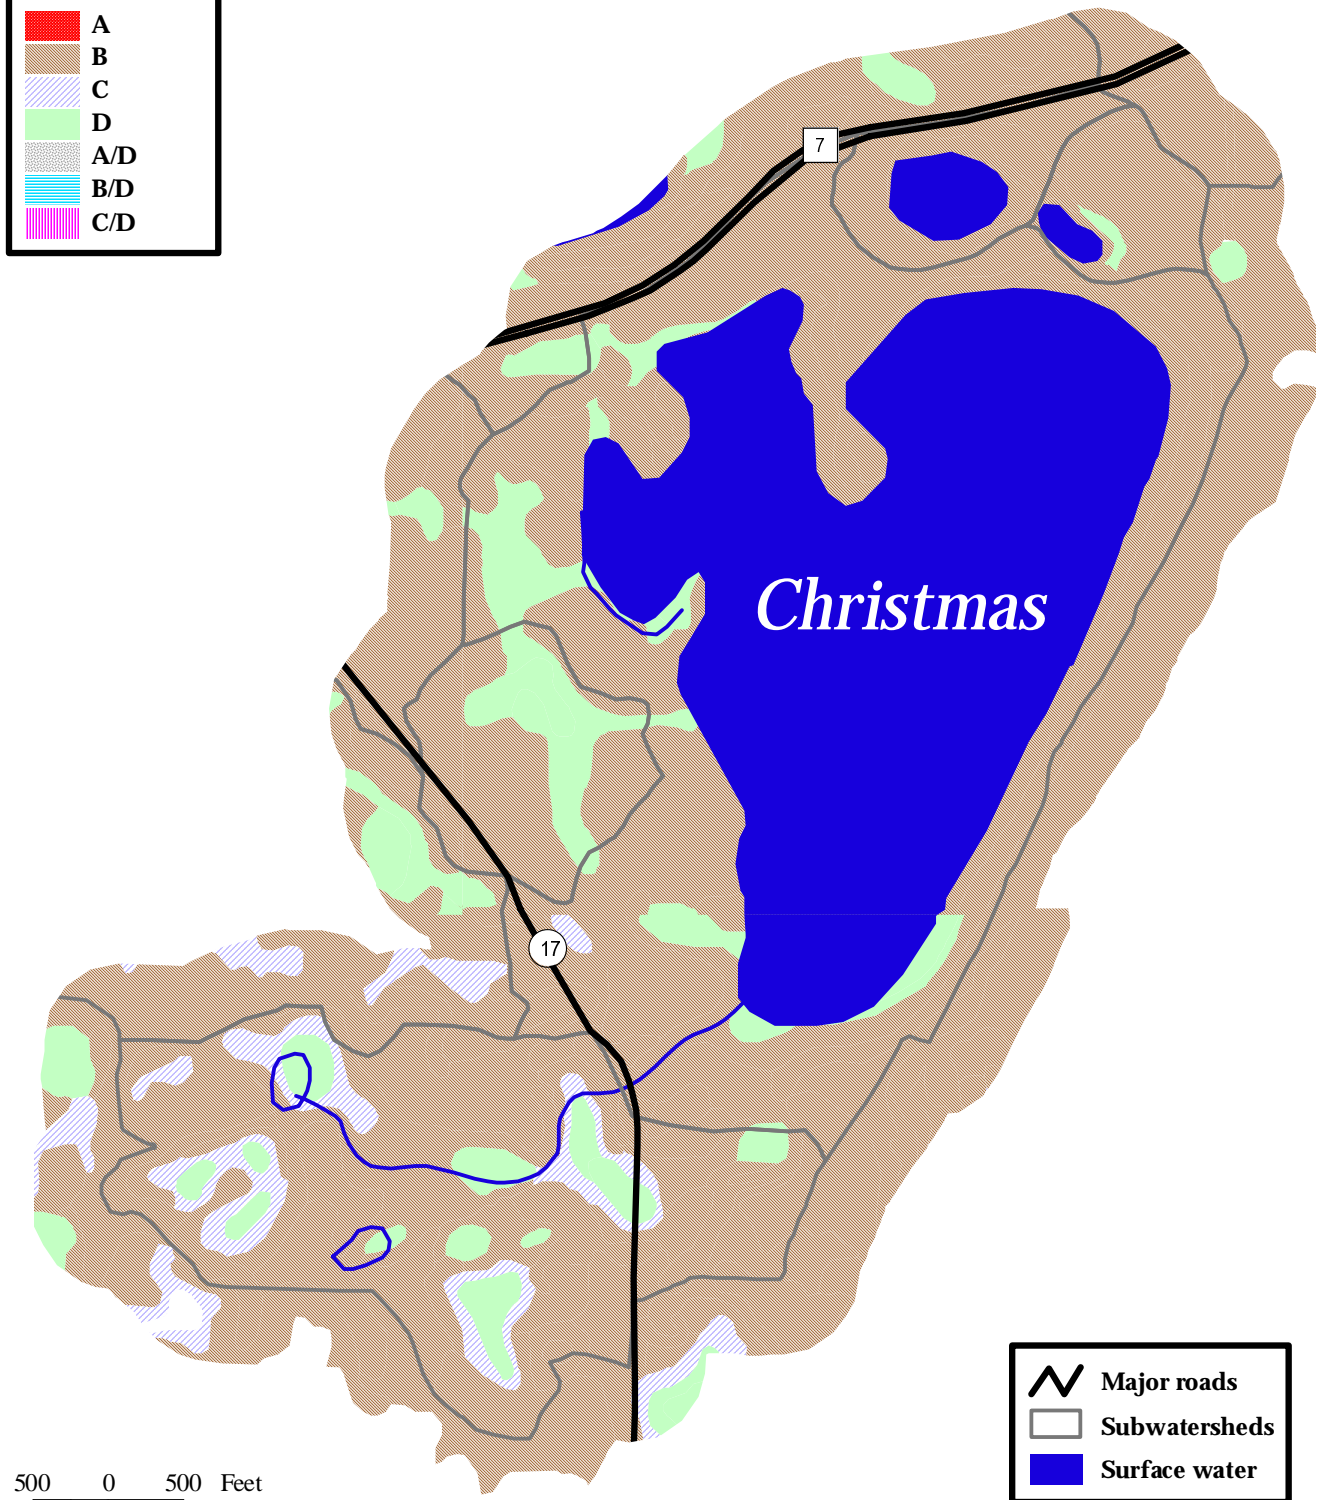 A
B
C
D
A/D
B/D
C/D
7
Christmas
17
Major roads
Subwatersheds
Surface water
500 0 500 Feet